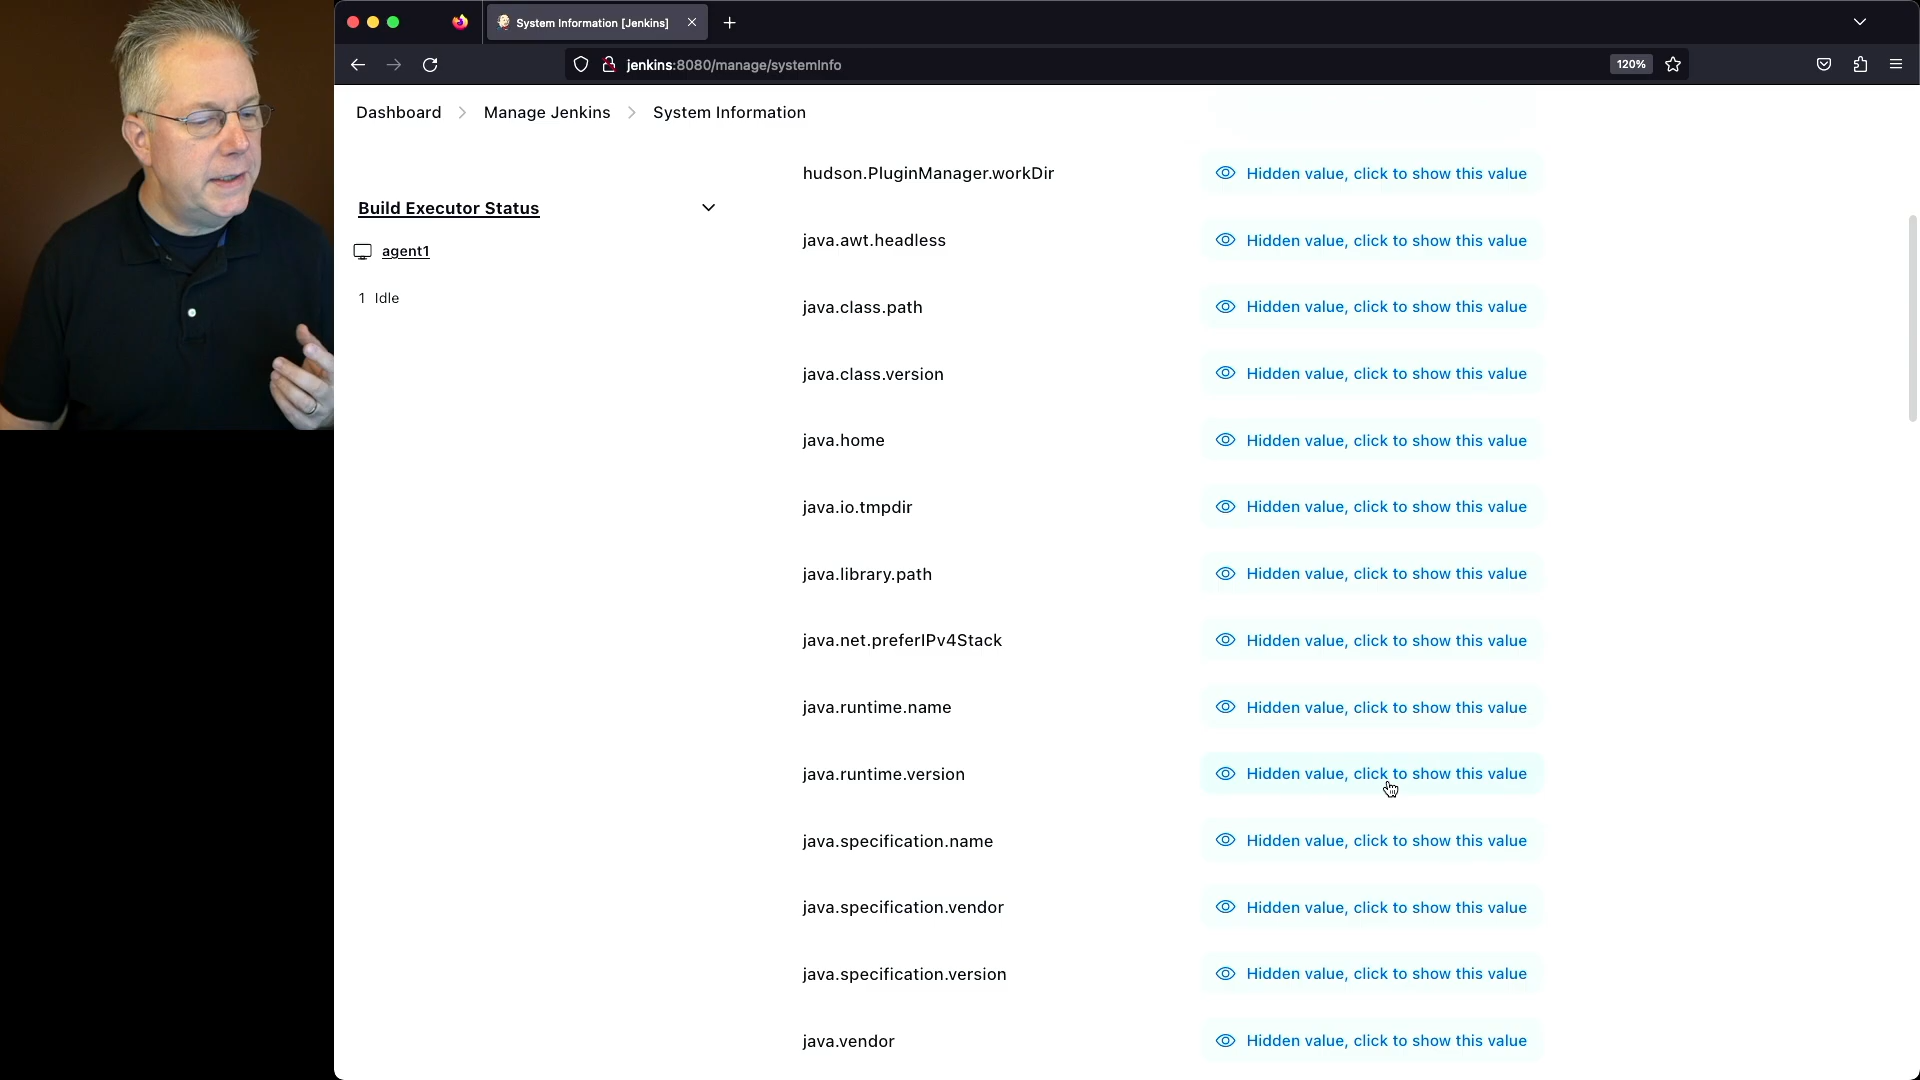 System Information [Jenkins]
jenkins:8080/manage/systemInfo
120%
Dashboard
Manage Jenkins
System Information
Build Executor Status
agent1
1 Idle
hudson.PluginManager.workDir Hidden value, click to show this value
java.awt.headless Hidden value, click to show this value
java.class.path Hidden value, click to show this value
java.class.version Hidden value, click to show this value
java.home Hidden value, click to show this value
java.io.tmpdir Hidden value, click to show this value
java.library.path Hidden value, click to show this value
java.net.preferIPv4Stack Hidden value, click to show this value
java.runtime.name Hidden value, click to show this value
java.runtime.version Hidden value, click to show this value
java.specification.name Hidden value, click to show this value
java.specification.vendor Hidden value, click to show this value
java.specification.version Hidden value, click to show this value
java.vendor Hidden value, click to show this value